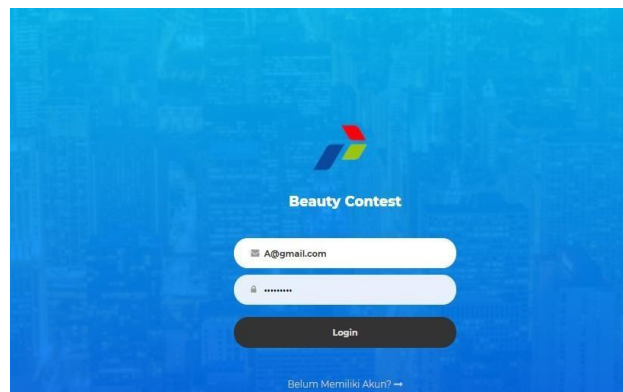 Beauty Contest
A@gmail.com
•••••••••
Login
Belum Memiliki Akun? →